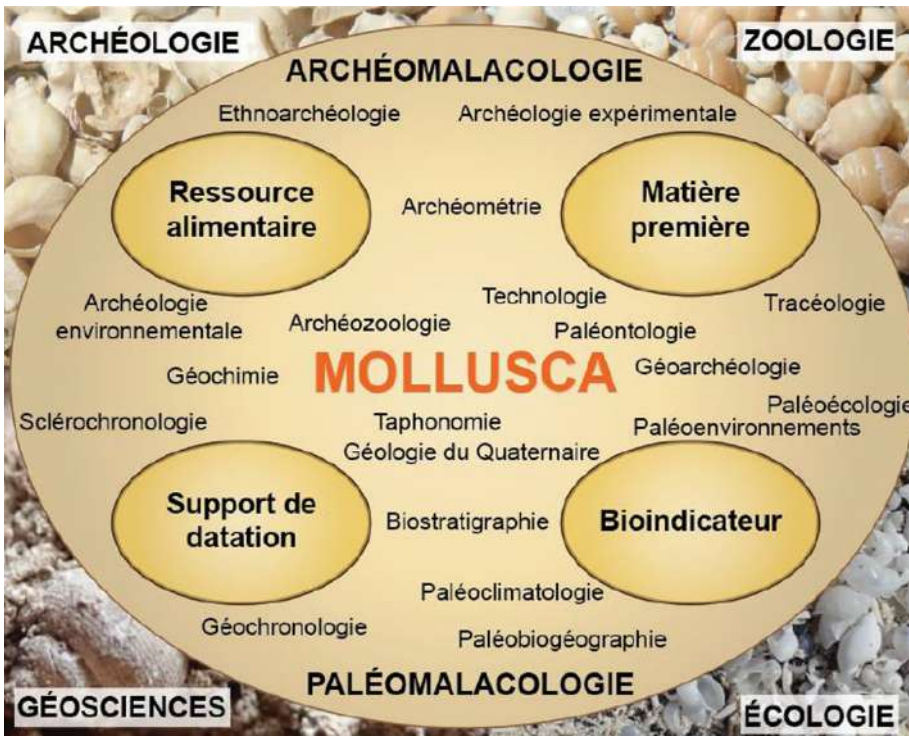 ARCHÉOLOGIE
ZOOLOGIE
ARCHÉOMALACOLOGIE
Ethnoarchéologie
Archéologie expérimentale
Ressource
alimentaire
Archéométrie
Matière
première
Archéologie
environnementale
Archéozoologie
Technologie
Paléontologie
Tracéologie
Géochimie
MOLLUSCA
Géoarchéologie
Sclérochronologie
Taphonomie
Géologie du Quaternaire
Paléoécologie
Paléoenvironnements
Support de
datation
Biostratigraphie
Bioindicateur
Paléoclimatologie
Géochronologie
Paléobiogéographie
PALÉOMALACOLOGIE
GÉOSCIENCES
ÉCOLOGIE